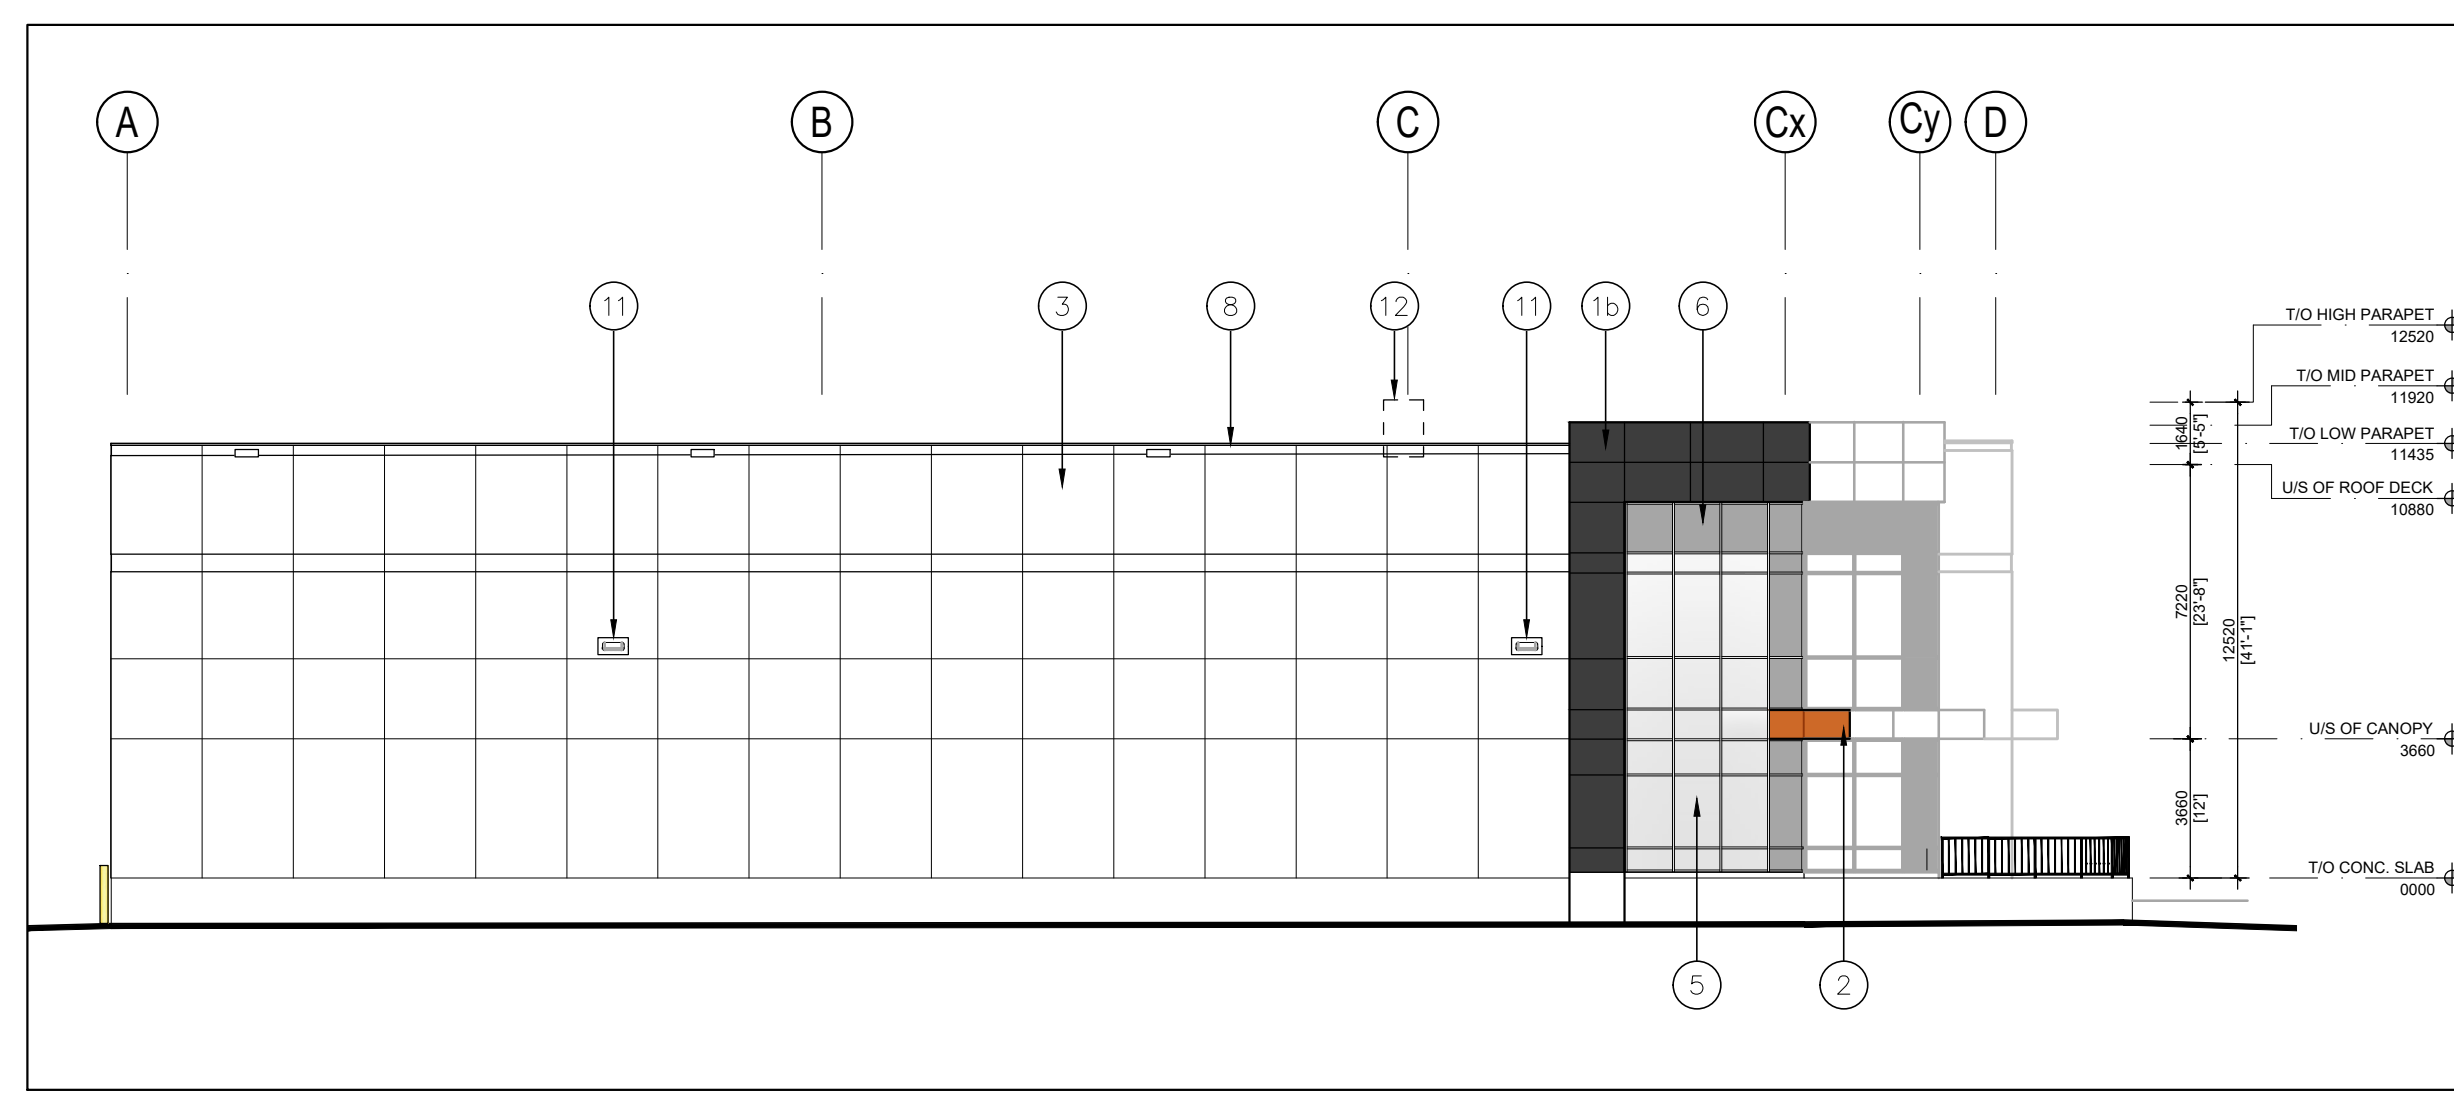 A B C Cx Cy D
11 3 8 12 11 1b 6
T/O HIGH PARAPET
12520
T/O MID PARAPET
11920
T/O LOW PARAPET
11435
U/S OF ROOF DECK
10880
U/S OF CANOPY
3660
T/O CONC. SLAB
0000
1640
[5'-5"]
7220
[23'-8"]
12520
[41'-1"]
3660
[12']
5 2